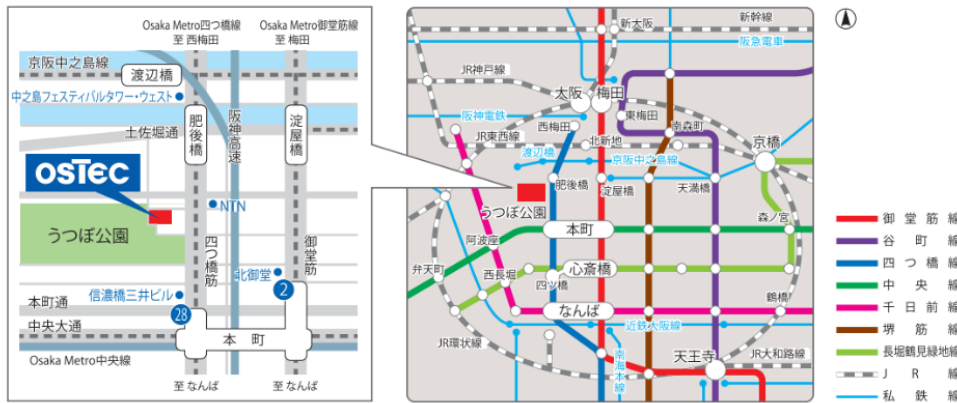 Osaka Metro四つ橋線
至 西梅田
Osaka Metro御堂筋線
至 梅田
京阪中之島線
渡辺橋
中之島フェスティバルタワー・ウェスト
土佐堀通
肥後橋
阪神高速
淀屋橋
OSTEC
NTN
うつぼ公園
四つ橋筋
御堂筋
北御堂
2
信濃橋三井ビル
本町通
28
中央大通
本町
Osaka Metro中央線
至 なんば
至 なんば
新大阪
新幹線
阪急電車
JR神戸線
大阪
梅田
阪神電鉄
西梅田
東梅田
南森町
JR東西線
北新地
京橋
渡辺橋
京阪中之島線
肥後橋
淀屋橋
天満橋
うつぼ公園
森ノ宮
本町
阿波座
弁天町
西長堀
心斎橋
四ツ橋
鶴橋
なんば
近鉄大阪線
JR環状線
南海本線
天王寺
JR大和路線
御堂筋線
谷町線
四つ橋線
中央線
千日前線
堺筋線
長堀鶴見緑地線
JR線
私鉄線